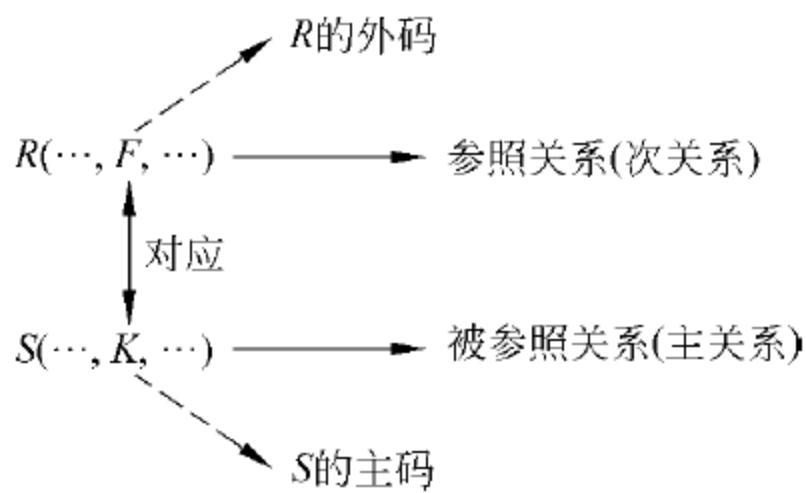 R的外码
R(…, F, …) 参照关系(次关系)
对应
S(…, K, …) 被参照关系(主关系)
S的主码